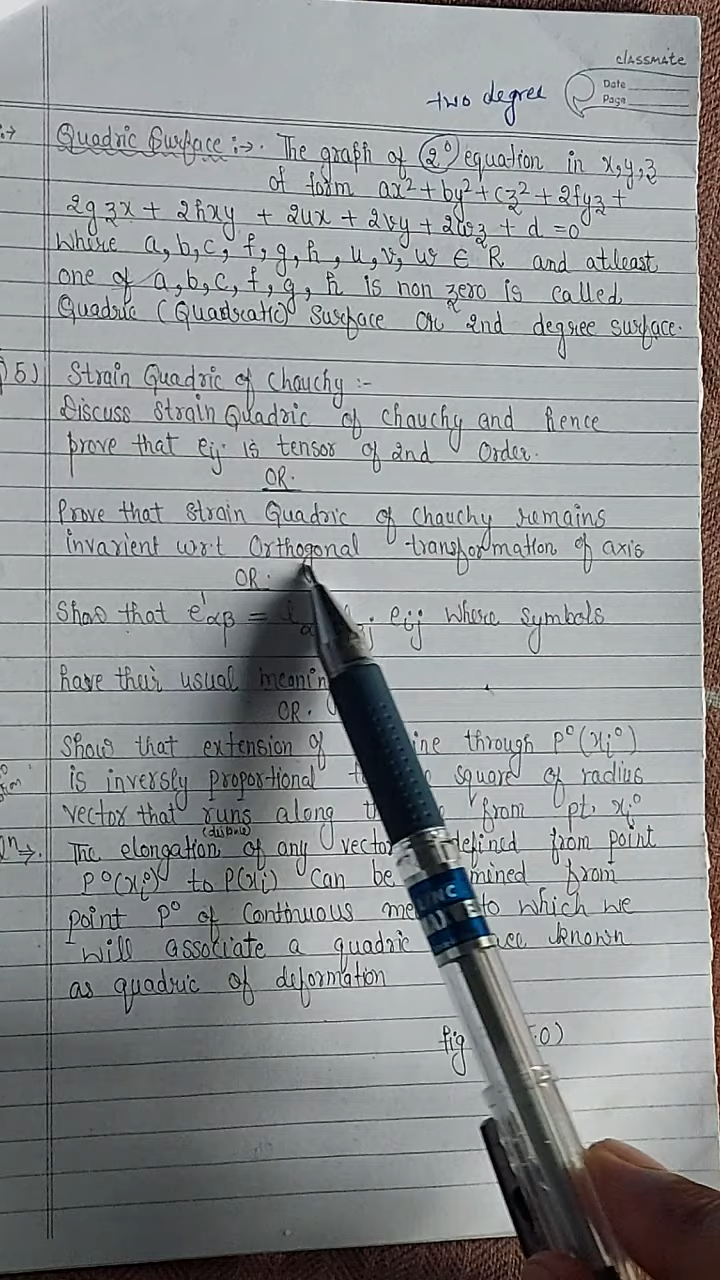 classmate
Date
Page
two degree
Quadric Surface :→. The graph of 2° equation in x,y,z
of form ax² + by² + cz² + 2fyz +
2gzx + 2hxy + 2ux + 2vy + 2wz + d = 0
Where a,b,c, f,g,h,u,v,w ∈ R and atleast
one of a,b,c, f,g,h is non zero is called
Quadric (Quadratic) surface or 2nd degree surface.
5) Strain Quadric of Chauchy :-
Discuss Strain Quadric of Chauchy and hence
prove that eij is tensor of 2nd Order.
OR.
Prove that Strain Quadric of Chauchy remains
invarient wrt Orthogonal transformation of axis
OR.
Show that e'αβ = eij where symbols
have their usual
OR.
Show that extension of through P°(xi°)
is inversly proportional square of radius
vector that runs along from pt. xi°
The elongation of any vector defined from point
P°(xi°) to P(xi) can be from
point P° of Continuous to which we
will associate a quadric known
as quadric of deformation
fig